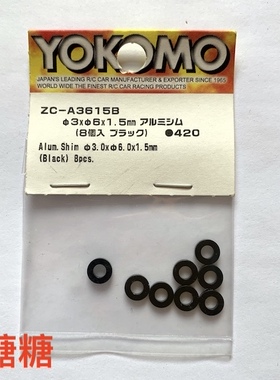 YOKOMO
JAPAN'S LEADING R/C CAR MANUFACTURER & EXPORTER SINCE 1965
WORLD WIDE THE FINEST R/C CAR RACING PRODUCTS
ZC-A3615B
φ3xφ6x1.5mm アルミシム
(8個入 ブラック) ●420
Alum.Shim φ3.0xφ6.0x1.5mm
(Black) 8pcs.
糖糖